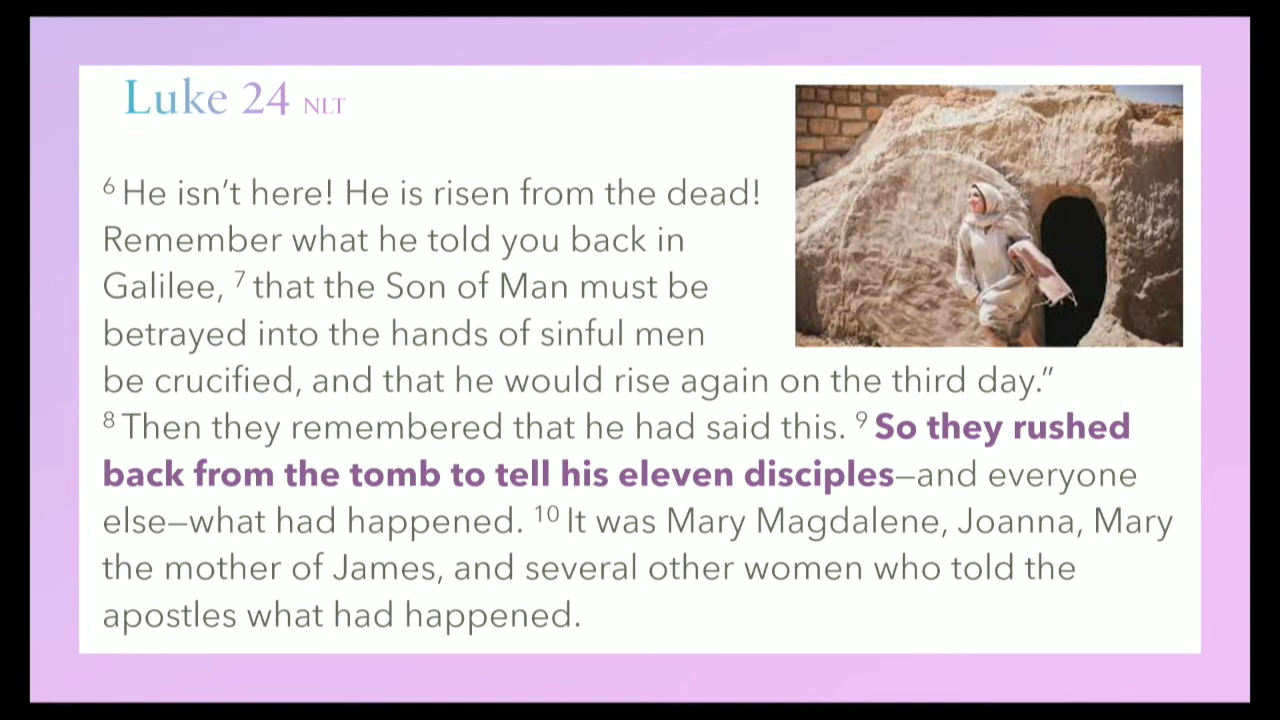 Luke 24 NLT
6 He isn't here! He is risen from the dead!
Remember what he told you back in
Galilee, 7 that the Son of Man must be
betrayed into the hands of sinful men
be crucified, and that he would rise again on the third day.”
8 Then they remembered that he had said this. 9 So they rushed
back from the tomb to tell his eleven disciples—and everyone
else—what had happened. 10 It was Mary Magdalene, Joanna, Mary
the mother of James, and several other women who told the
apostles what had happened.